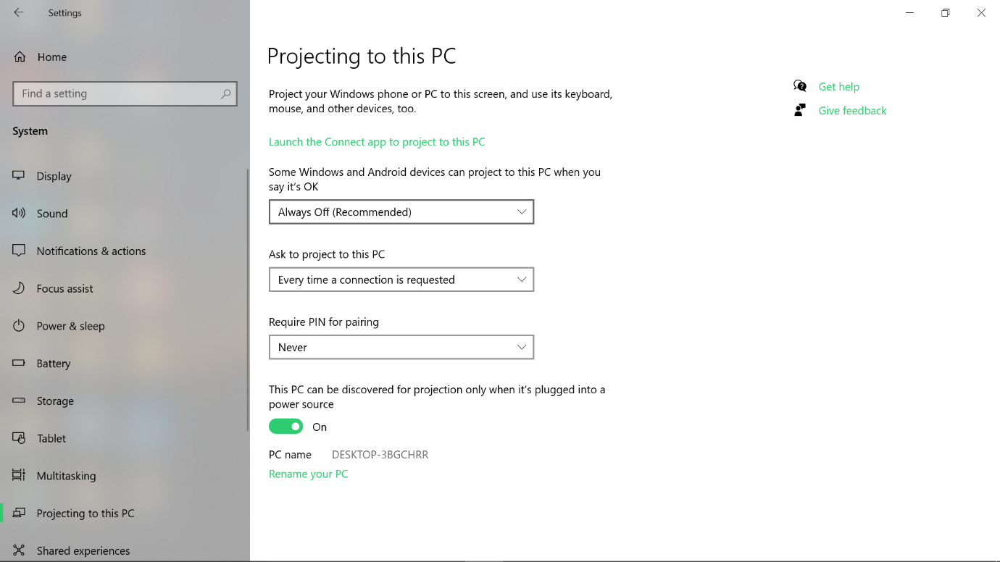 Settings
Home
Find a setting
System
Display
Sound
Notifications & actions
Focus assist
Power & sleep
Battery
Storage
Tablet
Multitasking
Projecting to this PC
Shared experiences
Projecting to this PC
Project your Windows phone or PC to this screen, and use its keyboard,
mouse, and other devices, too.
Launch the Connect app to project to this PC
Some Windows and Android devices can project to this PC when you
say it's OK
Always Off (Recommended)
Ask to project to this PC
Every time a connection is requested
Require PIN for pairing
Never
This PC can be discovered for projection only when it's plugged into a
power source
On
PC name DESKTOP-3BGCHRR
Rename your PC
Get help
Give feedback